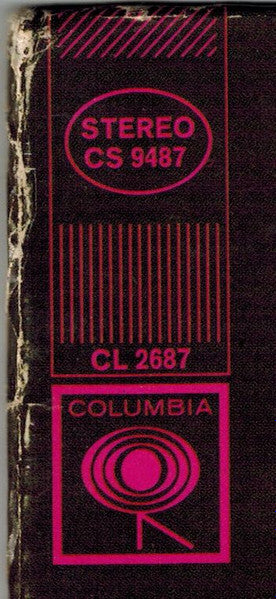 STEREO
CS 9487
CL 2687
COLUMBIA